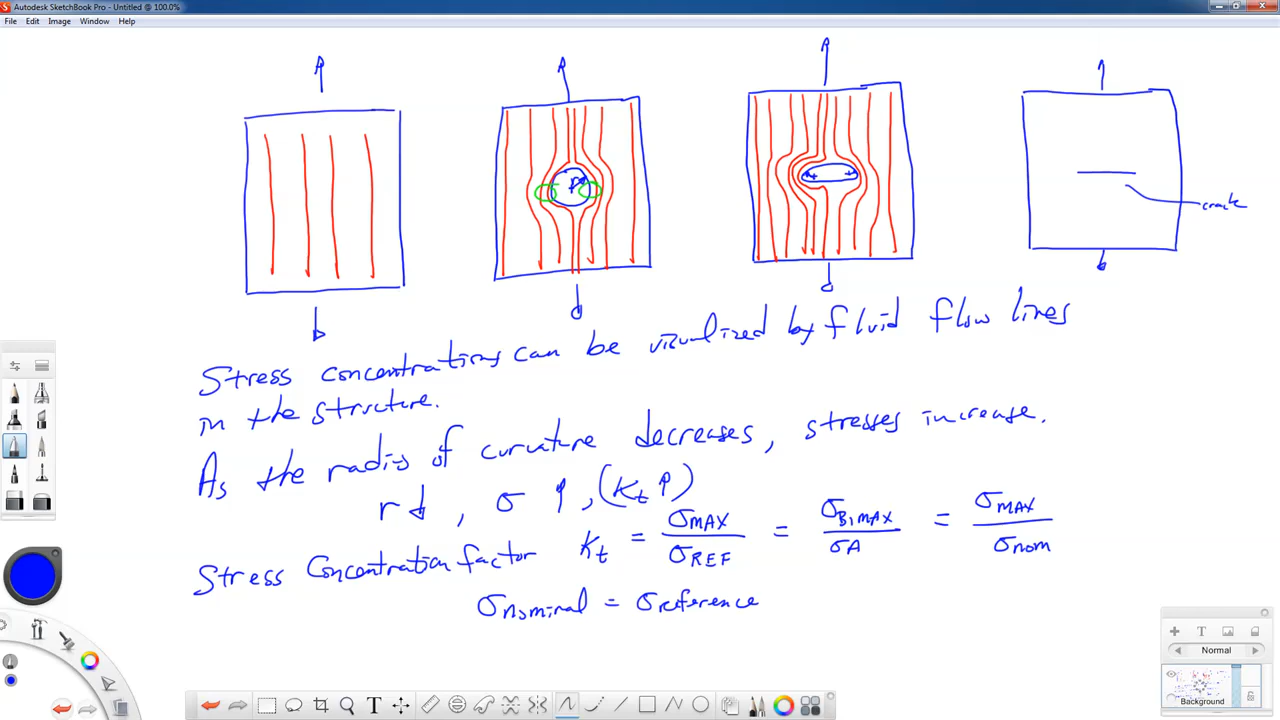 Autodesk SketchBook Pro - Untitled @ 100.0%
File Edit Image Window Help
r
crack
Stress concentrations can be visualized by fluid flow lines
in the structure.
As the radius of curvature decreases, stresses increase.
r ↓, σ ↑, (Kt ↑)
Stress Concentration factor Kt = σMAX / σREF = σB,MAX / σA = σMAX / σnom
σnominal = σreference
T
Normal
T
Background